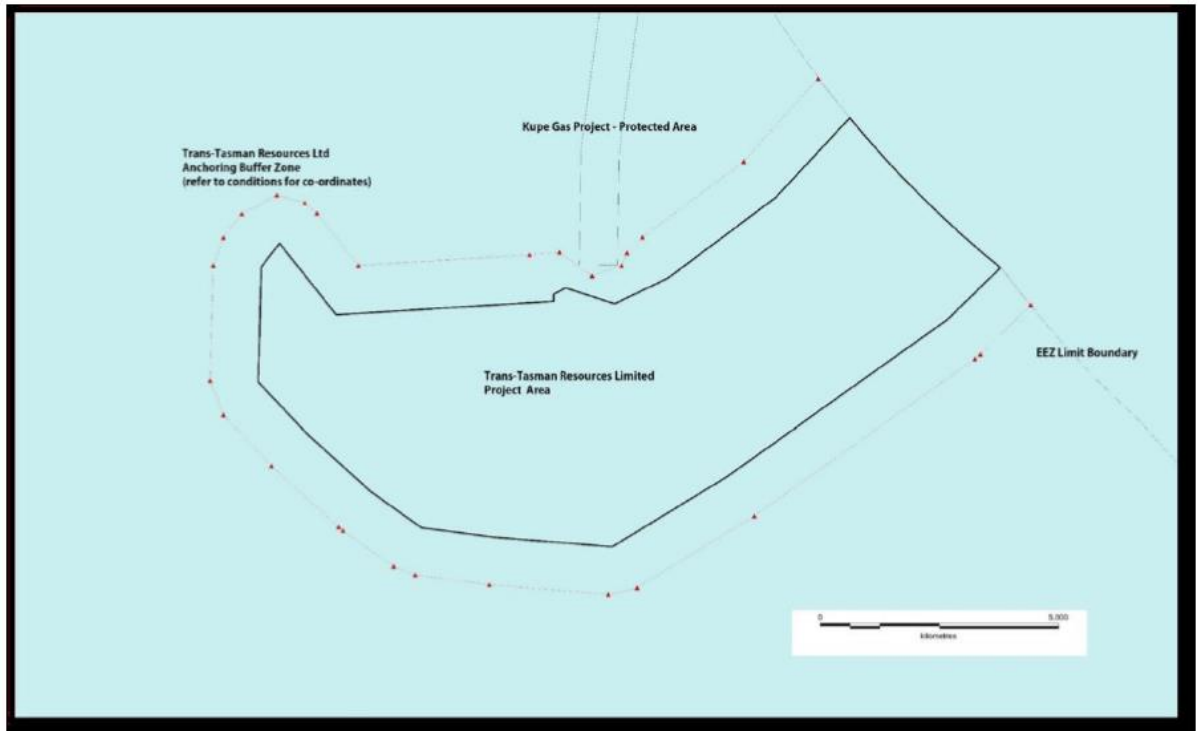 Kupe Gas Project - Protected Area
Trans-Tasman Resources Ltd
Anchoring Buffer Zone
(refer to conditions for co-ordinates)
EEZ Limit Boundary
Trans-Tasman Resources Limited
Project Area
0 5.000
kilometres